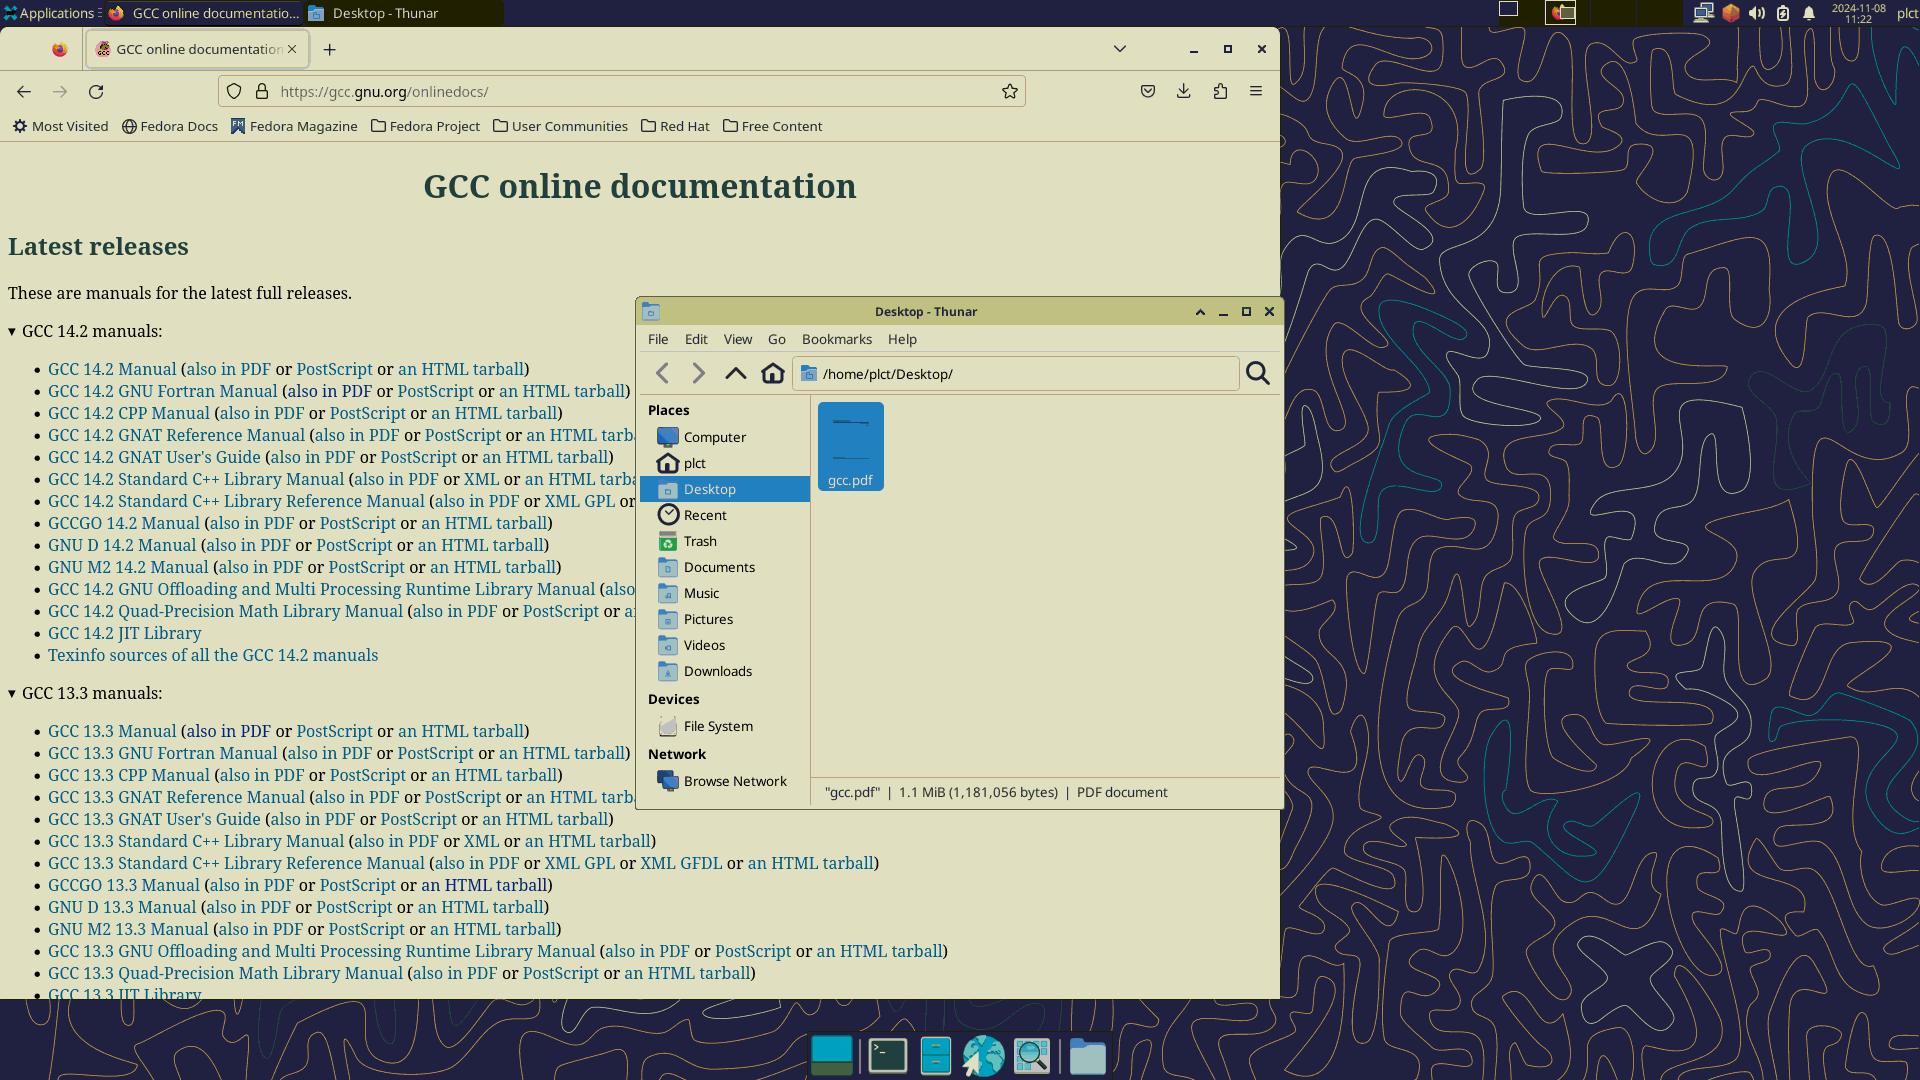 Applications
GCC online documentatio...
Desktop - Thunar
2024-11-08
11:22
plct
GCC online documentation
https://gcc.gnu.org/onlinedocs/
Most Visited
Fedora Docs
Fedora Magazine
Fedora Project
User Communities
Red Hat
Free Content
GCC online documentation
Latest releases
These are manuals for the latest full releases.
GCC 14.2 manuals:
GCC 14.2 Manual (also in PDF or PostScript or an HTML tarball)
GCC 14.2 GNU Fortran Manual (also in PDF or PostScript or an HTML tarball)
GCC 14.2 CPP Manual (also in PDF or PostScript or an HTML tarball)
GCC 14.2 GNAT Reference Manual (also in PDF or PostScript or an HTML tarb
GCC 14.2 GNAT User's Guide (also in PDF or PostScript or an HTML tarball)
GCC 14.2 Standard C++ Library Manual (also in PDF or XML or an HTML tarba
GCC 14.2 Standard C++ Library Reference Manual (also in PDF or XML GPL or
GCCGO 14.2 Manual (also in PDF or PostScript or an HTML tarball)
GNU D 14.2 Manual (also in PDF or PostScript or an HTML tarball)
GNU M2 14.2 Manual (also in PDF or PostScript or an HTML tarball)
GCC 14.2 GNU Offloading and Multi Processing Runtime Library Manual (also
GCC 14.2 Quad-Precision Math Library Manual (also in PDF or PostScript or a
GCC 14.2 JIT Library
Texinfo sources of all the GCC 14.2 manuals
GCC 13.3 manuals:
GCC 13.3 Manual (also in PDF or PostScript or an HTML tarball)
GCC 13.3 GNU Fortran Manual (also in PDF or PostScript or an HTML tarball)
GCC 13.3 CPP Manual (also in PDF or PostScript or an HTML tarball)
GCC 13.3 GNAT Reference Manual (also in PDF or PostScript or an HTML tarb
GCC 13.3 GNAT User's Guide (also in PDF or PostScript or an HTML tarball)
GCC 13.3 Standard C++ Library Manual (also in PDF or XML or an HTML tarball)
GCC 13.3 Standard C++ Library Reference Manual (also in PDF or XML GPL or XML GFDL or an HTML tarball)
GCCGO 13.3 Manual (also in PDF or PostScript or an HTML tarball)
GNU D 13.3 Manual (also in PDF or PostScript or an HTML tarball)
GNU M2 13.3 Manual (also in PDF or PostScript or an HTML tarball)
GCC 13.3 GNU Offloading and Multi Processing Runtime Library Manual (also in PDF or PostScript or an HTML tarball)
GCC 13.3 Quad-Precision Math Library Manual (also in PDF or PostScript or an HTML tarball)
GCC 13.3 JIT Library
Desktop - Thunar
File Edit View Go Bookmarks Help
/home/plct/Desktop/
Places
Computer
plct
Desktop
Recent
Trash
Documents
Music
Pictures
Videos
Downloads
Devices
File System
Network
Browse Network
gcc.pdf
"gcc.pdf" | 1.1 MiB (1,181,056 bytes) | PDF document